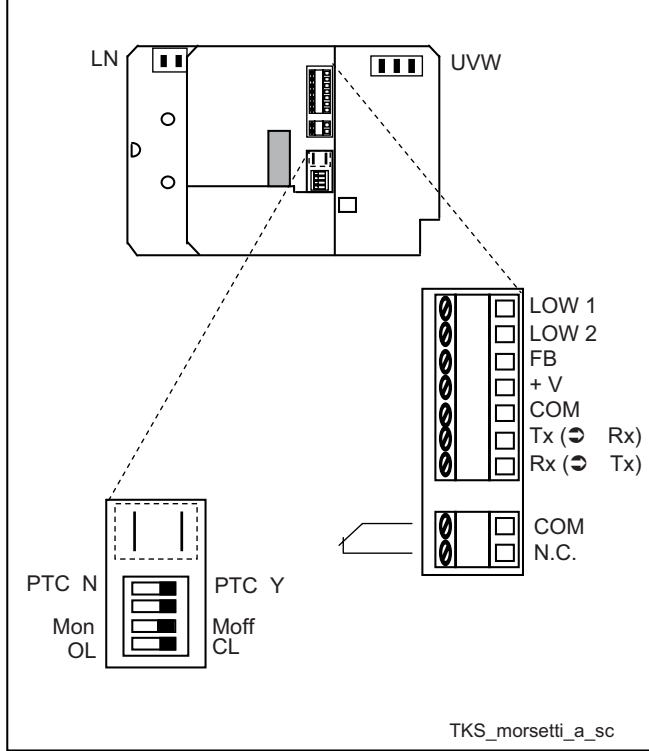 LN
UVW
LOW 1
LOW 2
FB
+ V
COM
Tx (➲ Rx)
Rx (➲ Tx)
COM
N.C.
PTC N PTC Y
Mon Moff
OL CL
TKS_morsetti_a_sc